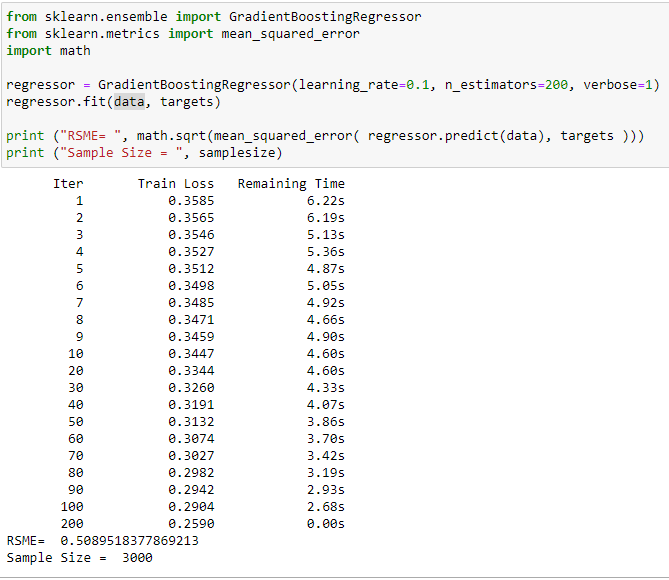 from sklearn.ensemble import GradientBoostingRegressor
from sklearn.metrics import mean_squared_error
import math
regressor = GradientBoostingRegressor(learning_rate=0.1, n_estimators=200, verbose=1)
regressor.fit(data, targets)
print ("RSME= ", math.sqrt(mean_squared_error( regressor.predict(data), targets )))
print ("Sample Size = ", samplesize)
Iter Train Loss Remaining Time
1 0.3585 6.22s
2 0.3565 6.19s
3 0.3546 5.13s
4 0.3527 5.36s
5 0.3512 4.87s
6 0.3498 5.05s
7 0.3485 4.92s
8 0.3471 4.66s
9 0.3459 4.90s
10 0.3447 4.60s
20 0.3344 4.60s
30 0.3260 4.33s
40 0.3191 4.07s
50 0.3132 3.86s
60 0.3074 3.70s
70 0.3027 3.42s
80 0.2982 3.19s
90 0.2942 2.93s
100 0.2904 2.68s
200 0.2590 0.00s
RSME=  0.5089518377869213
Sample Size =  3000